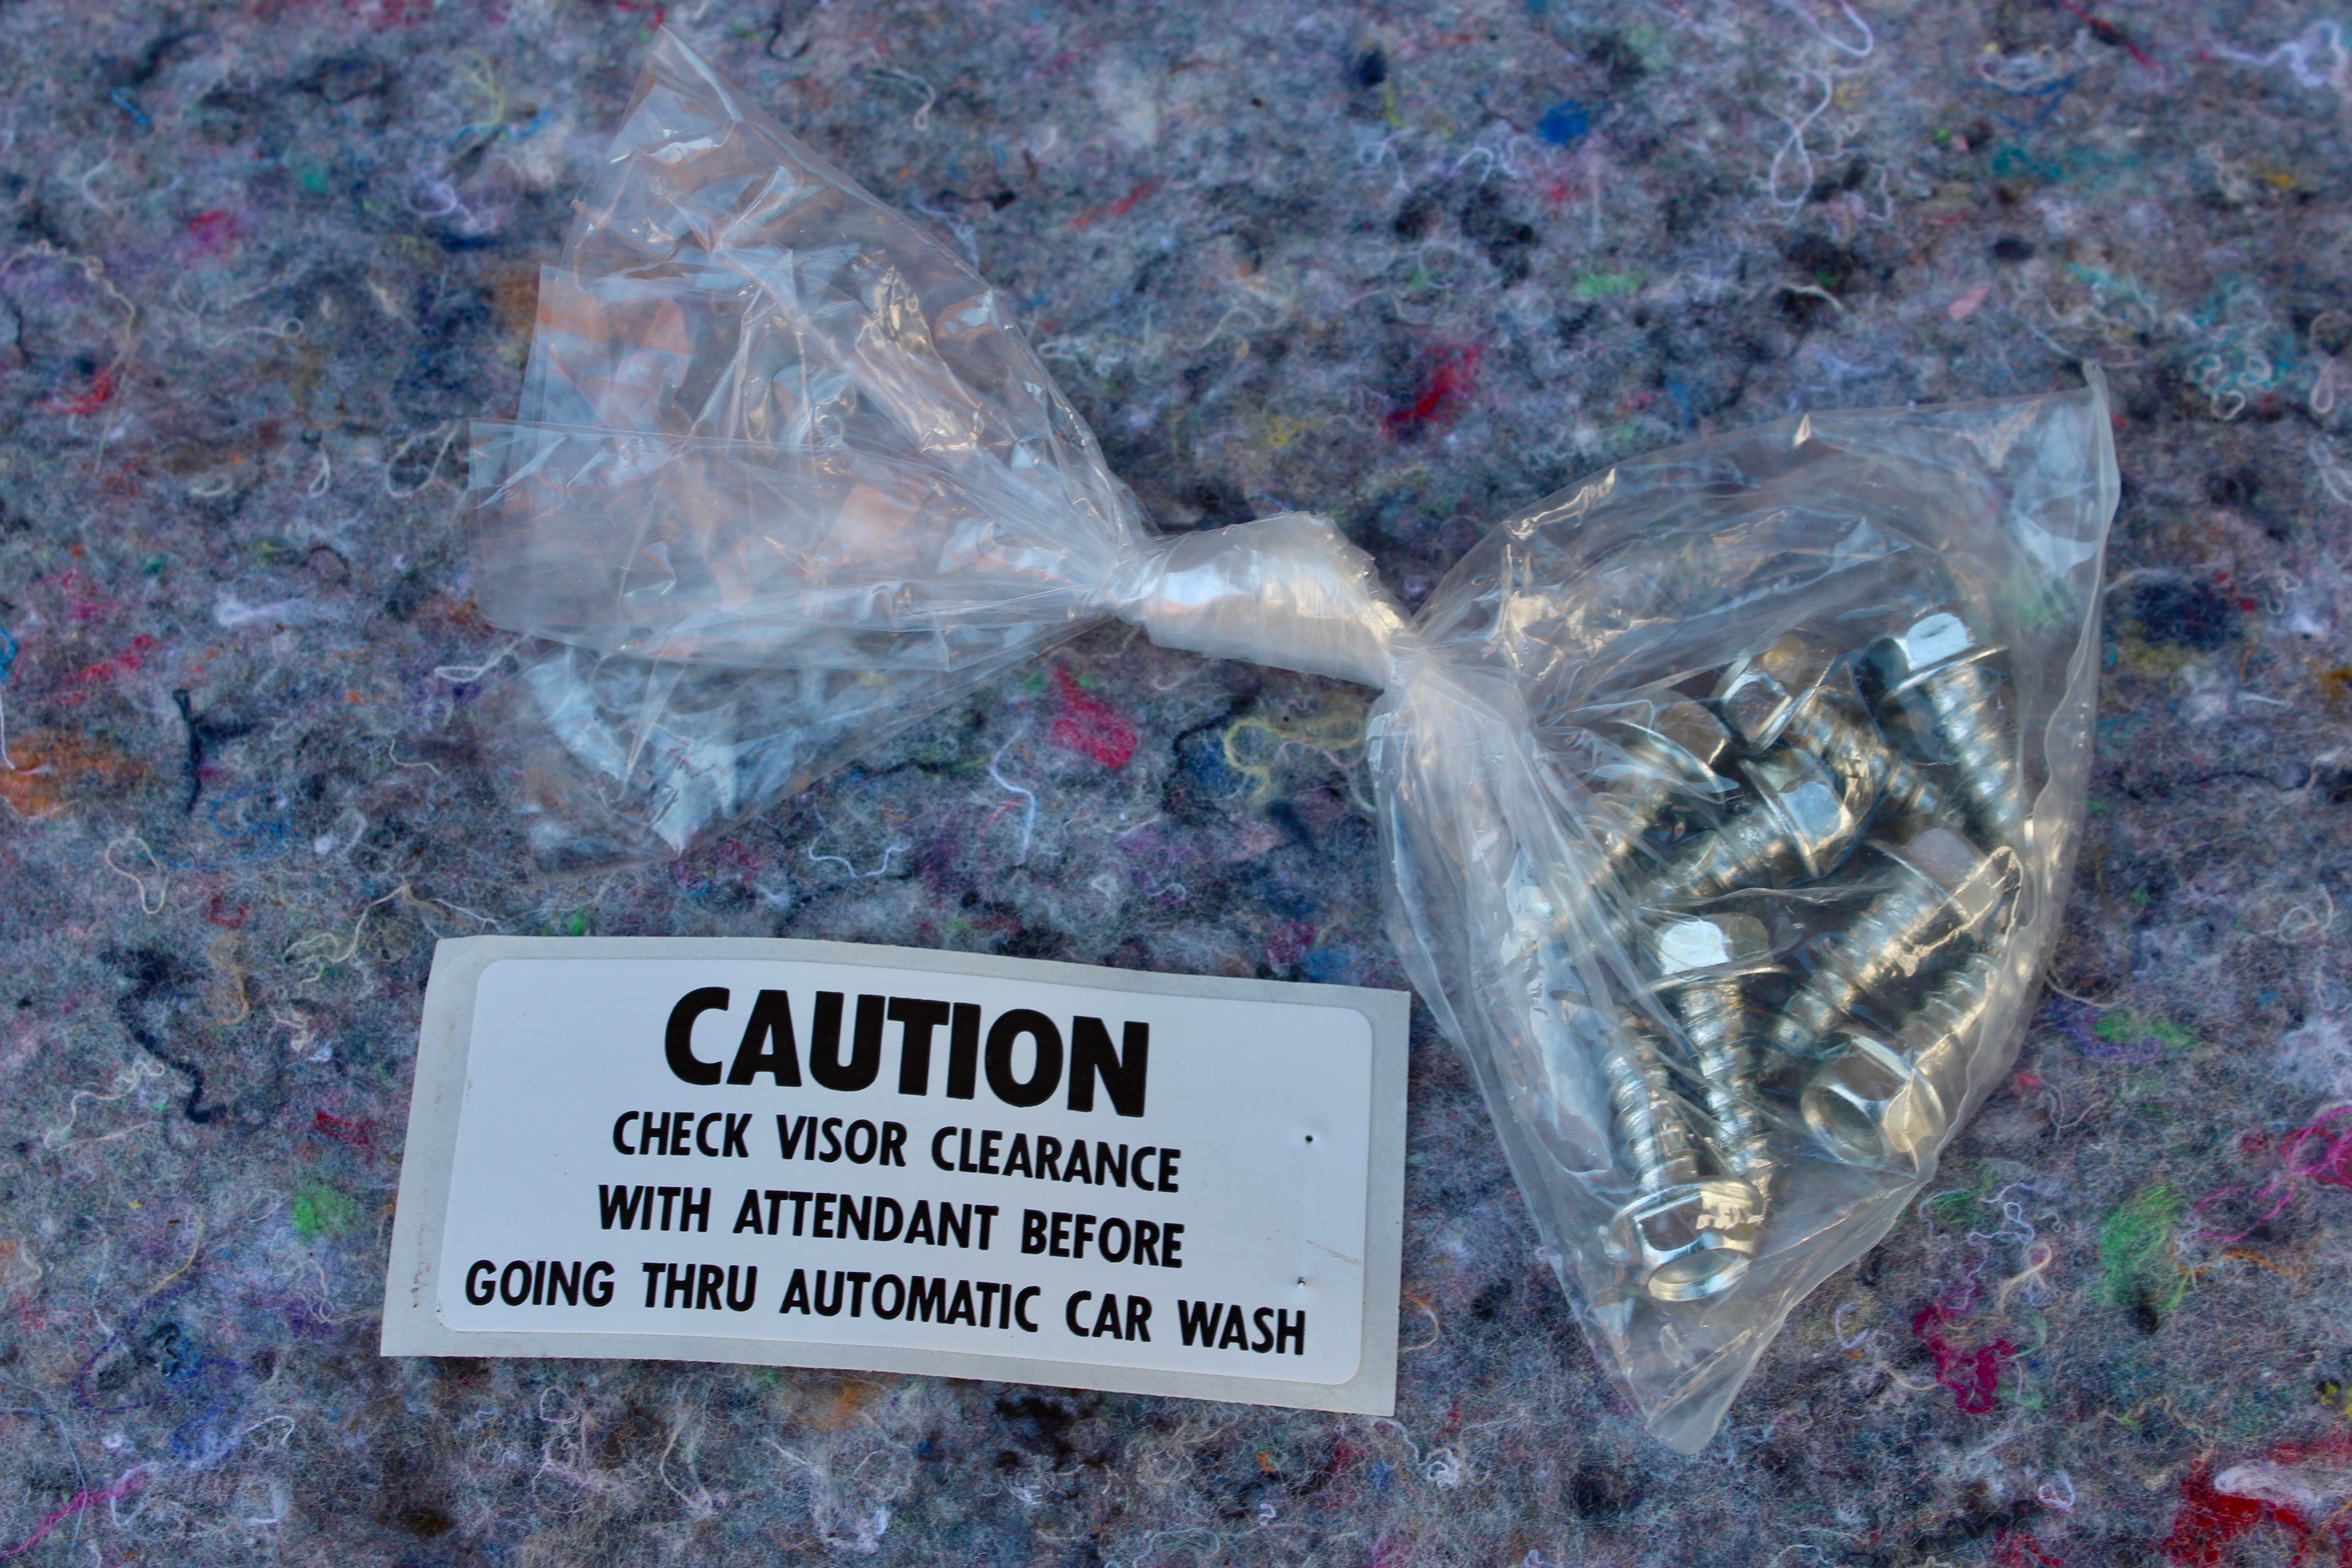 CAUTION
CHECK VISOR CLEARANCE
WITH ATTENDANT BEFORE
GOING THRU AUTOMATIC CAR WASH